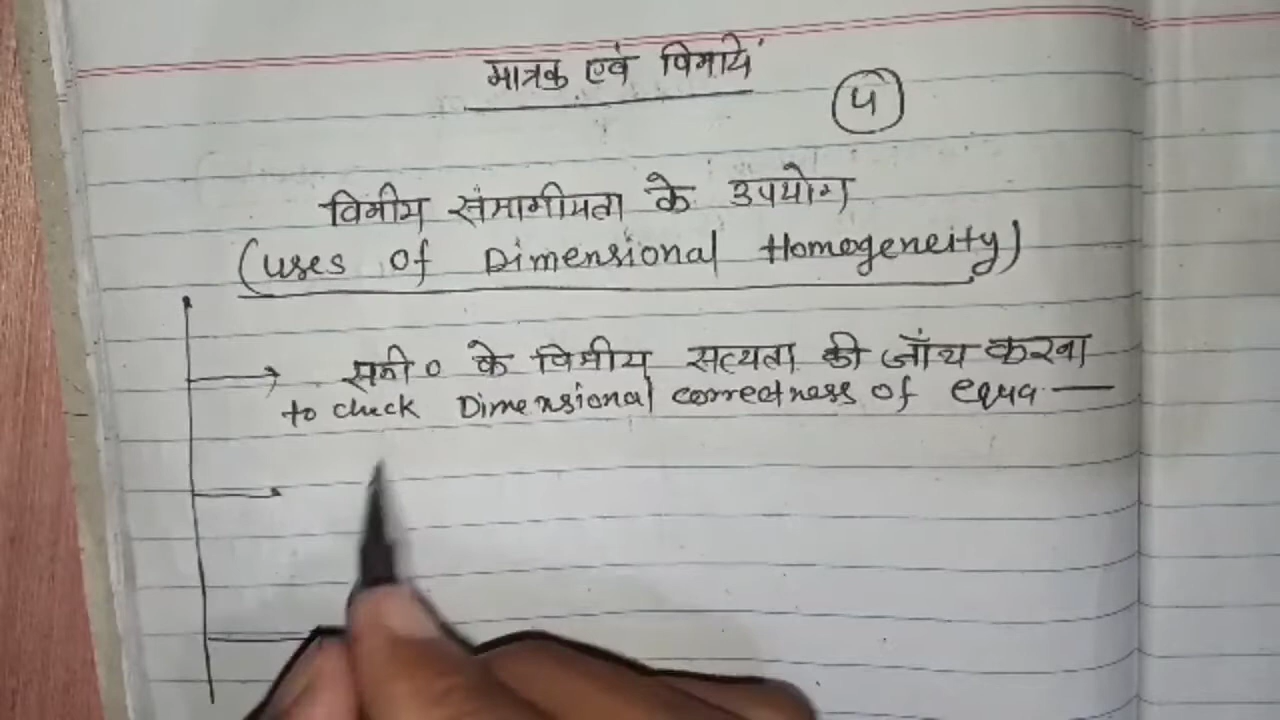 मात्रक एवं विमायें
५
विमीय संमागीयता के उपयोग
(Uses of Dimensional Homogeneity)
समी० के विमीय सत्यता की जाँच करना
to check Dimensional correctness of equa. —